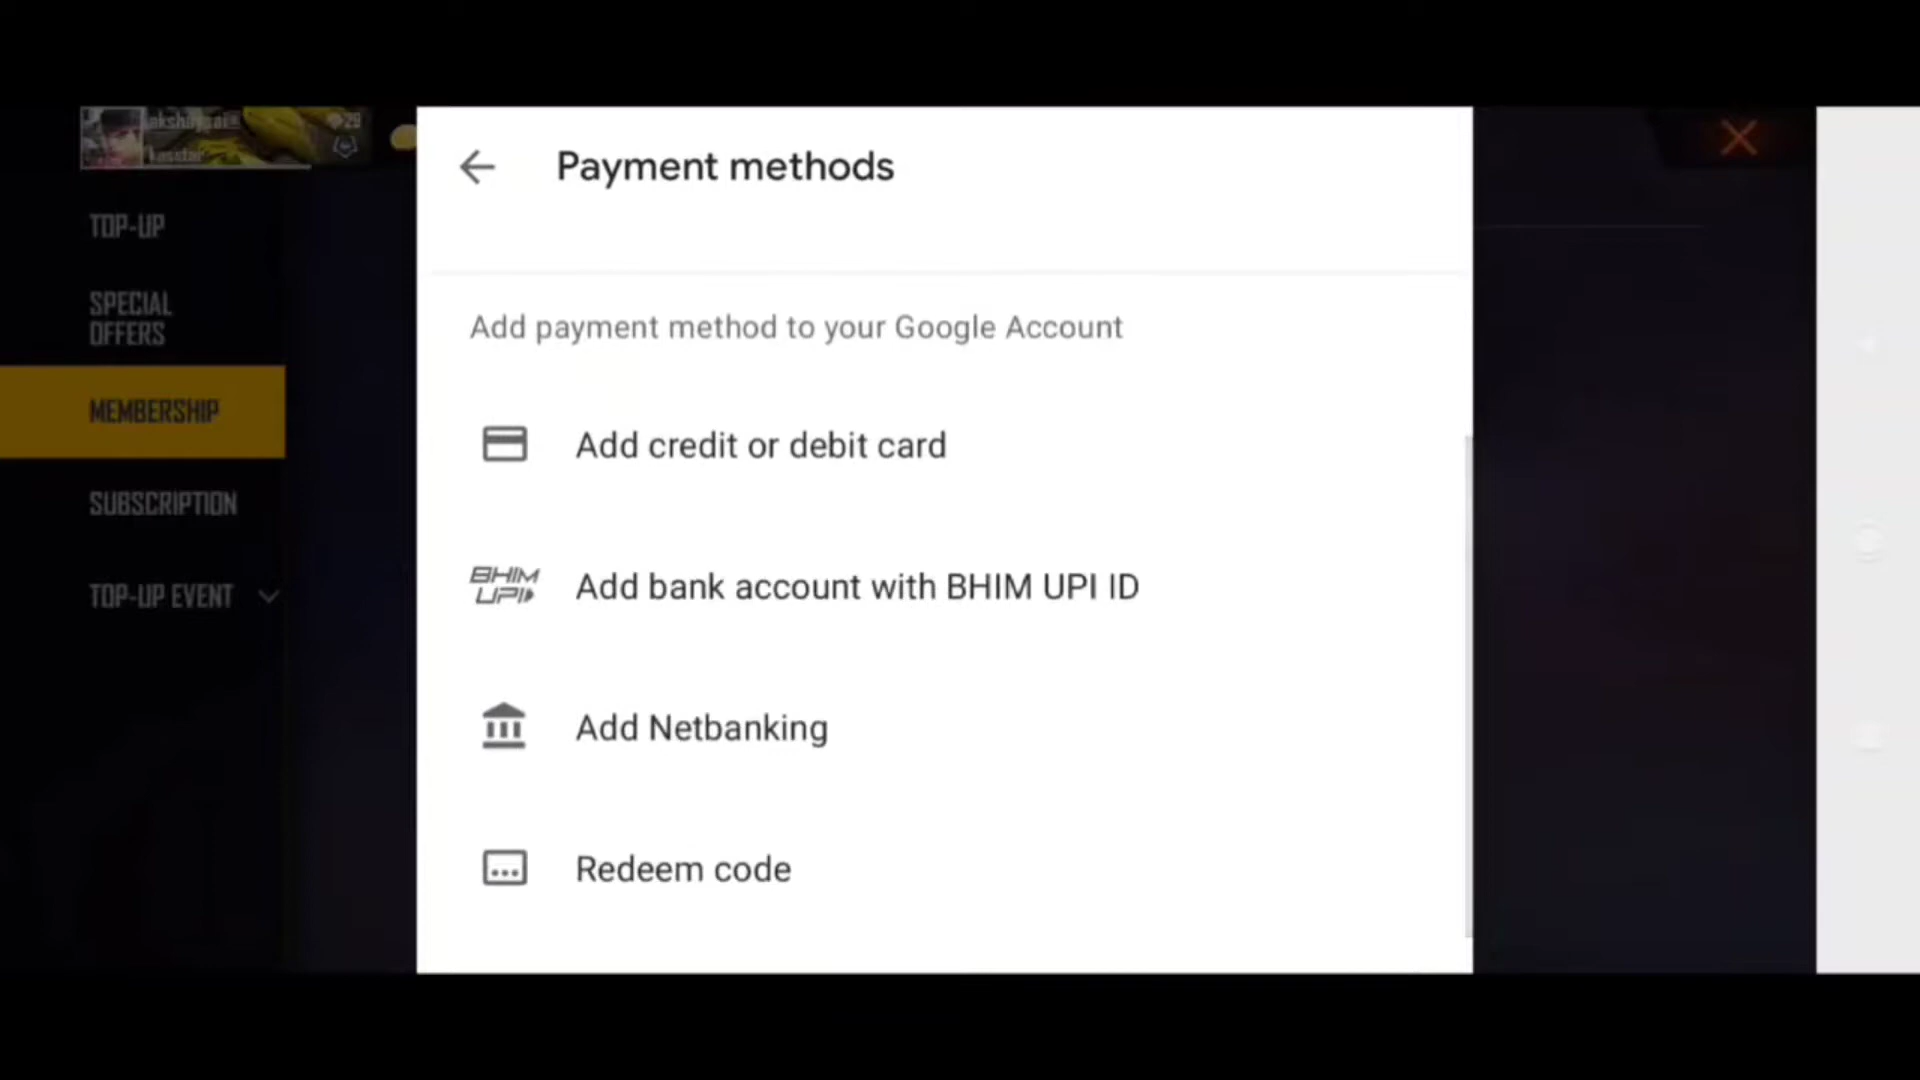 29
TOP-UP
SPECIAL
OFFERS
MEMBERSHIP
SUBSCRIPTION
TOP-UP EVENT
Payment methods
Add payment method to your Google Account
Add credit or debit card
BHIM
UPI
Add bank account with BHIM UPI ID
Add Netbanking
Redeem code